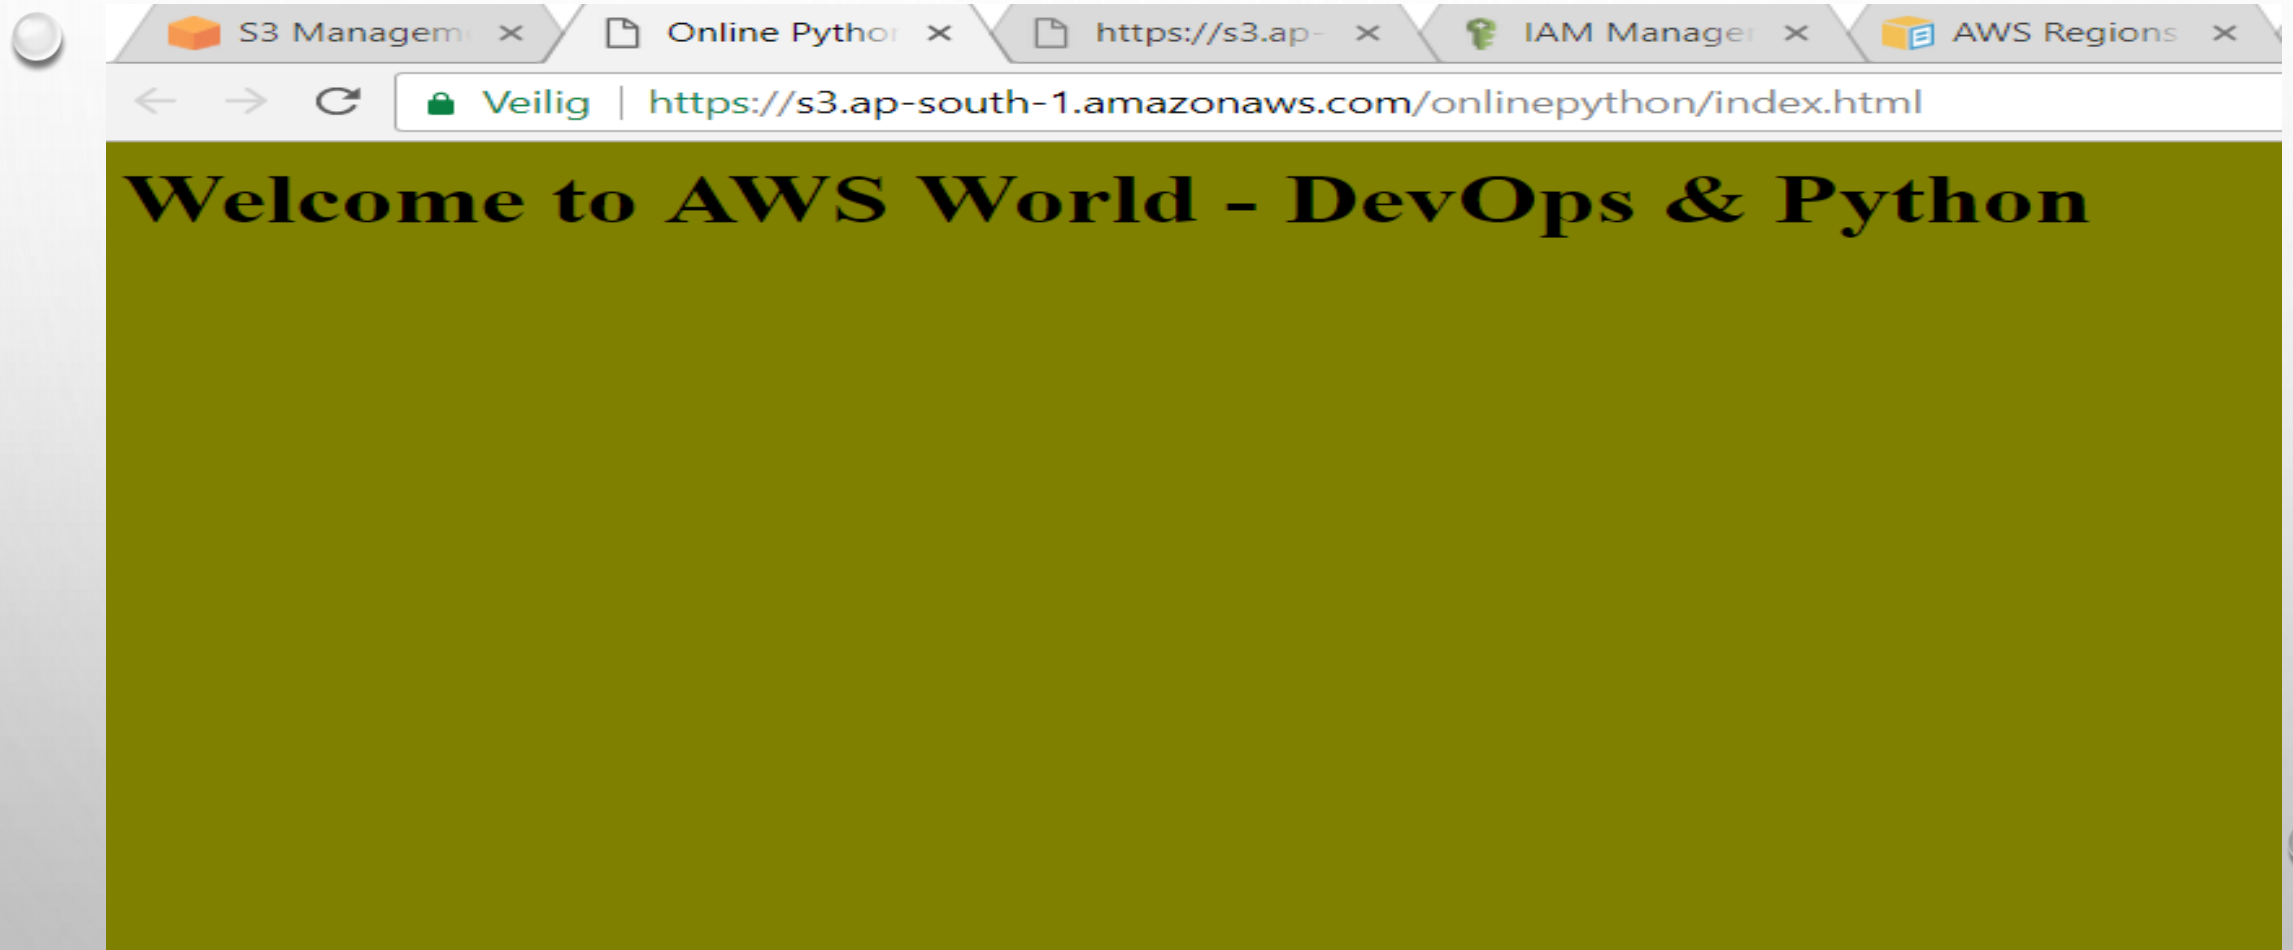 S3 Managem
Online Python
https://s3.ap-
IAM Manager
AWS Regions
Veilig | https://s3.ap-south-1.amazonaws.com/onlinepython/index.html
Welcome to AWS World - DevOps & Python